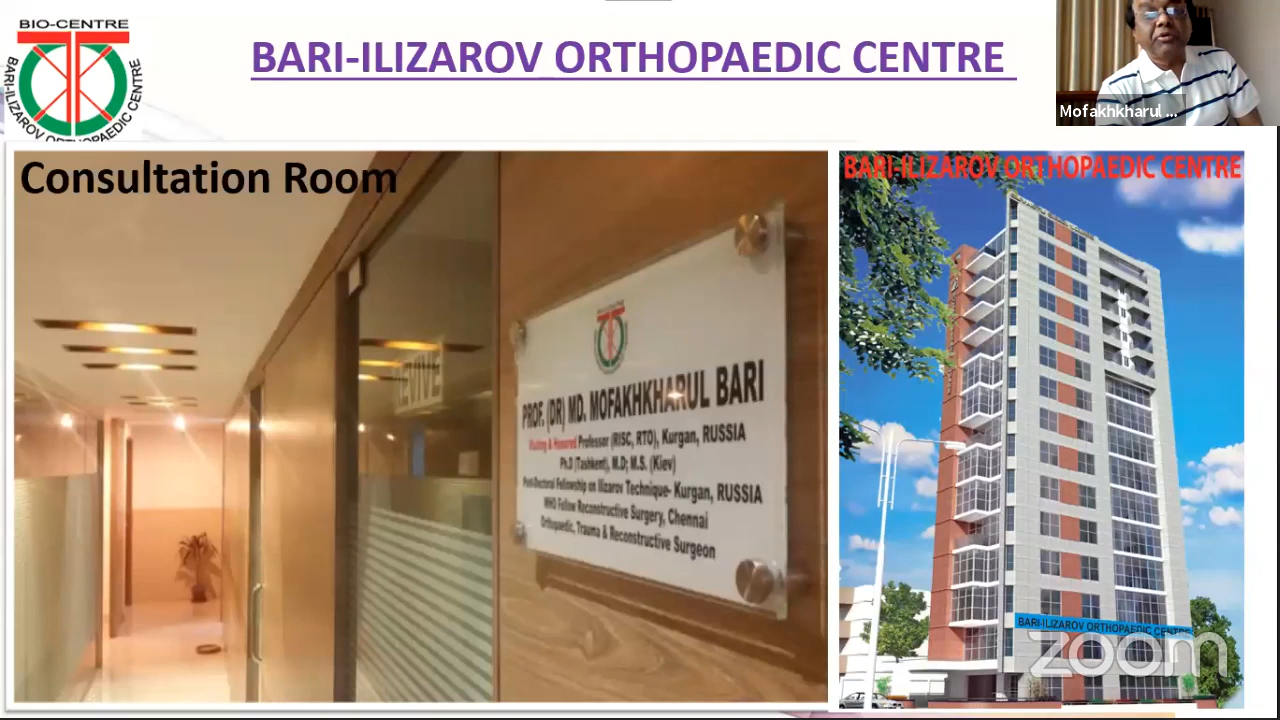 BIO-CENTRE
BARI-ILIZAROV ORTHOPAEDIC CENTRE
BARI-ILIZAROV ORTHOPAEDIC CENTRE
Mofakhkharul ...
Consultation Room
REVIVE
PROF. (DR) MD. MOFAKHKHARUL BARI
Visiting & Honored Professor (RISC, RTO), Kurgan, RUSSIA
Ph.D (Tashkent), M.D; M.S. (Kiev)
Post-Doctoral Fellowship on Ilizarov Technique- Kurgan, RUSSIA
WHO Fellow Reconstructive Surgery, Chennai
Orthopaedic, Trauma & Reconstructive Surgeon
BARI-ILIZAROV ORTHOPAEDIC CENTRE
BARI-ILIZAROV ORTHOPAEDIC CENTRE
zoom